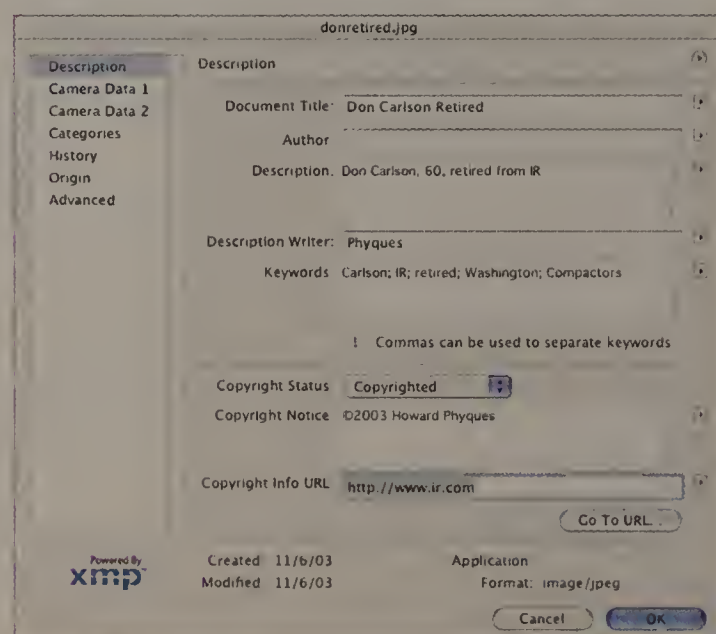 donretired.jpg
Description
Camera Data 1
Camera Data 2
Categories
History
Origin
Advanced
Description
Document Title: Don Carlson Retired
Author
Description. Don Carlson, 60, retired from IR
Description Writer: Phyques
Keywords Carlson; IR; retired; Washington; Compactors
! Commas can be used to separate keywords
Copyright Status Copyrighted
Copyright Notice ©2003 Howard Phyques
Copyright Info URL http://www.ir.com
Go To URL...
Powered By
xmp™
Created 11/6/03
Modified 11/6/03
Application
Format: image/jpeg
Cancel
OK